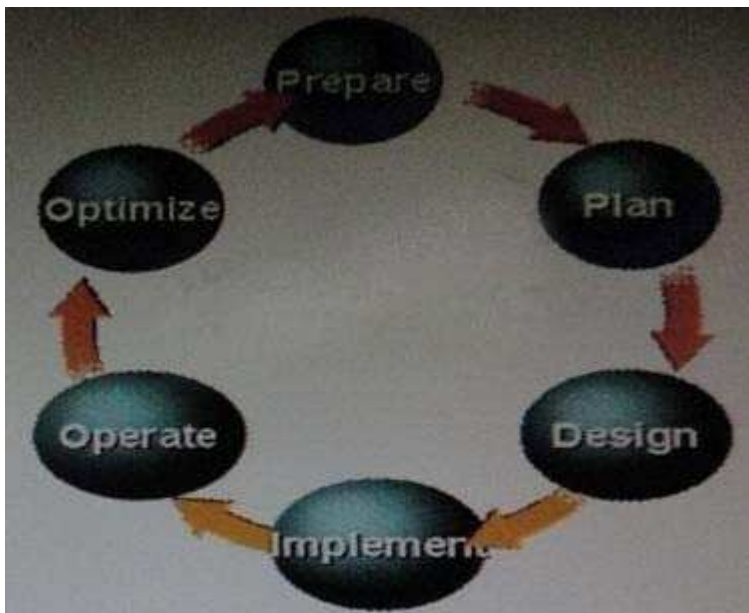 Prepare
Plan
Design
Implement
Operate
Optimize